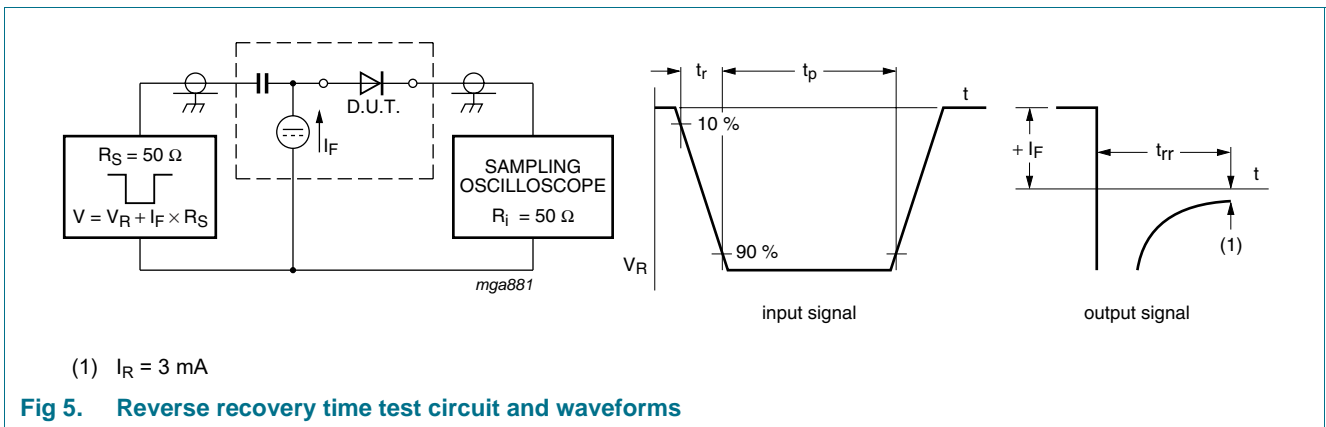 D.U.T.
I_F
R_S = 50 Ω
V = V_R + I_F × R_S
SAMPLING
OSCILLOSCOPE
R_i = 50 Ω
mga881
t_r
t_p
t
10 %
90 %
V_R
input signal
+ I_F
t_rr
t
(1)
output signal
(1) I_R = 3 mA
Fig 5. Reverse recovery time test circuit and waveforms